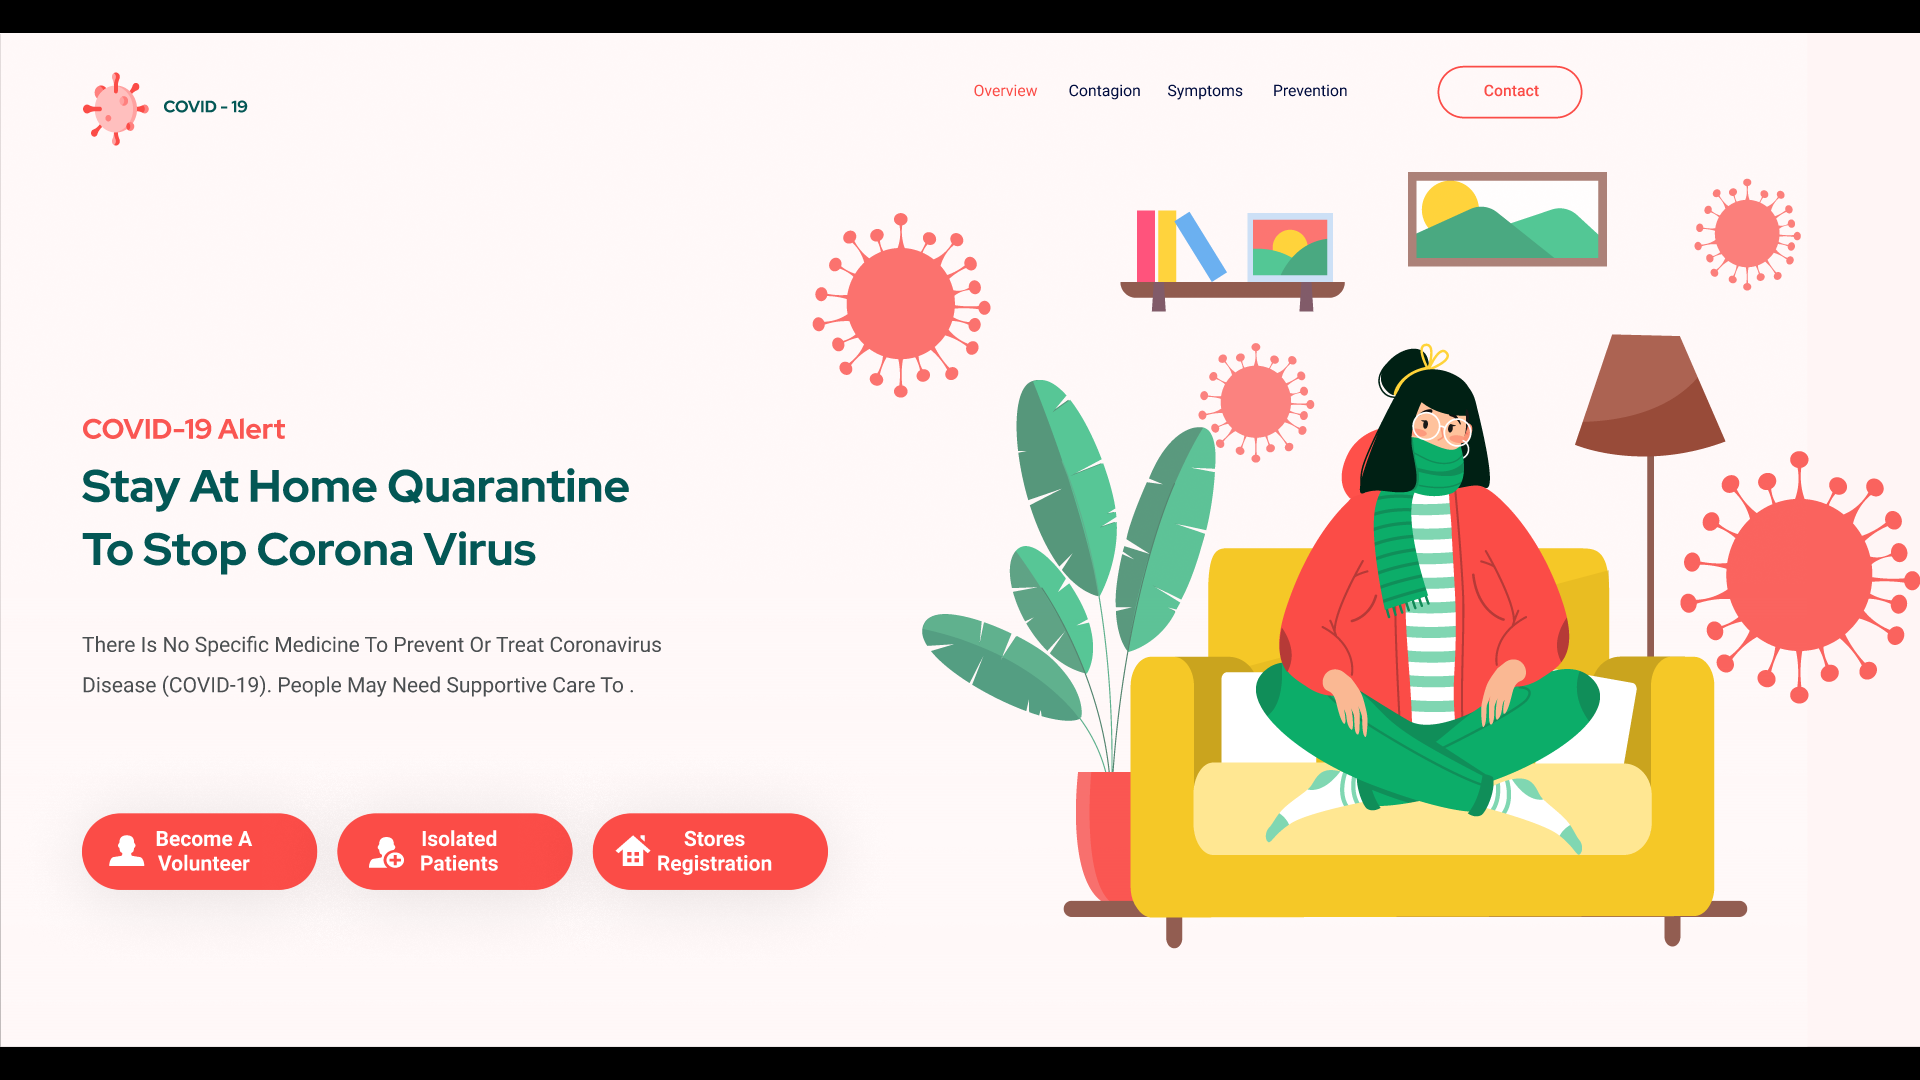 COVID - 19
Overview
Contagion
Symptoms
Prevention
Contact
COVID-19 Alert
Stay At Home Quarantine
To Stop Corona Virus
There Is No Specific Medicine To Prevent Or Treat Coronavirus
Disease (COVID-19). People May Need Supportive Care To .
Become A
Volunteer
Isolated
Patients
Stores
Registration